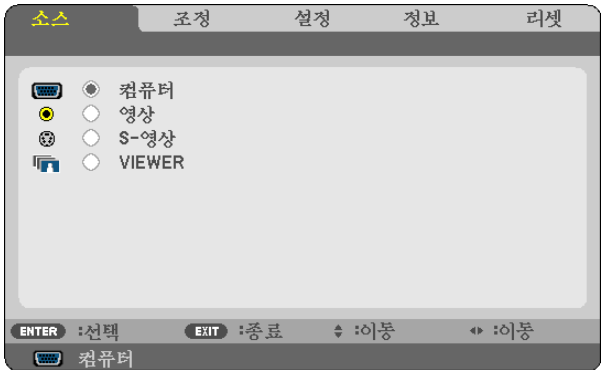 소스 조정 설정 정보 리셋
컴퓨터
영상
S-영상
VIEWER
ENTER :선택 EXIT :종료 :이동 :이동
컴퓨터